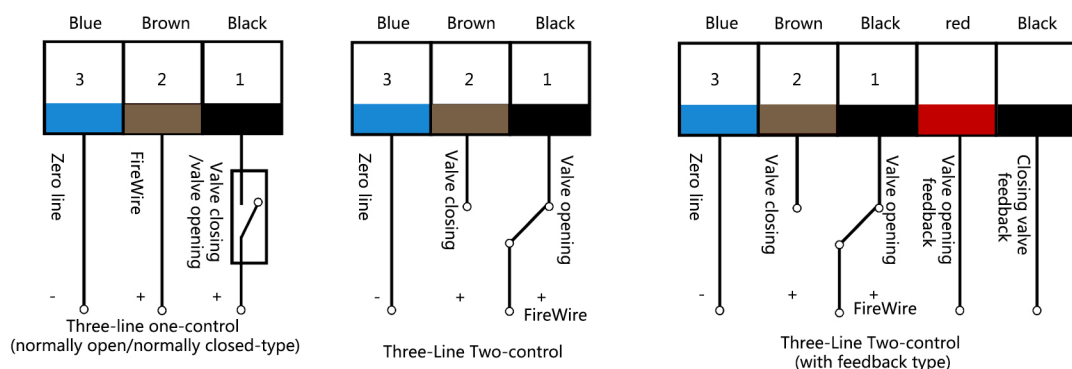 Blue Brown Black
3 2 1
Zero line
FireWire
Valve closing
/valve opening
- + +
Three-line one-control
(normally open/normally closed-type)
Blue Brown Black
3 2 1
Zero line
Valve closing
Valve opening
- + +
FireWire
Three-Line Two-control
Blue Brown Black red Black
3 2 1
Zero line
Valve closing
Valve opening
Valve opening
feedback
Closing valve
feedback
- + +
FireWire
Three-Line Two-control
(with feedback type)